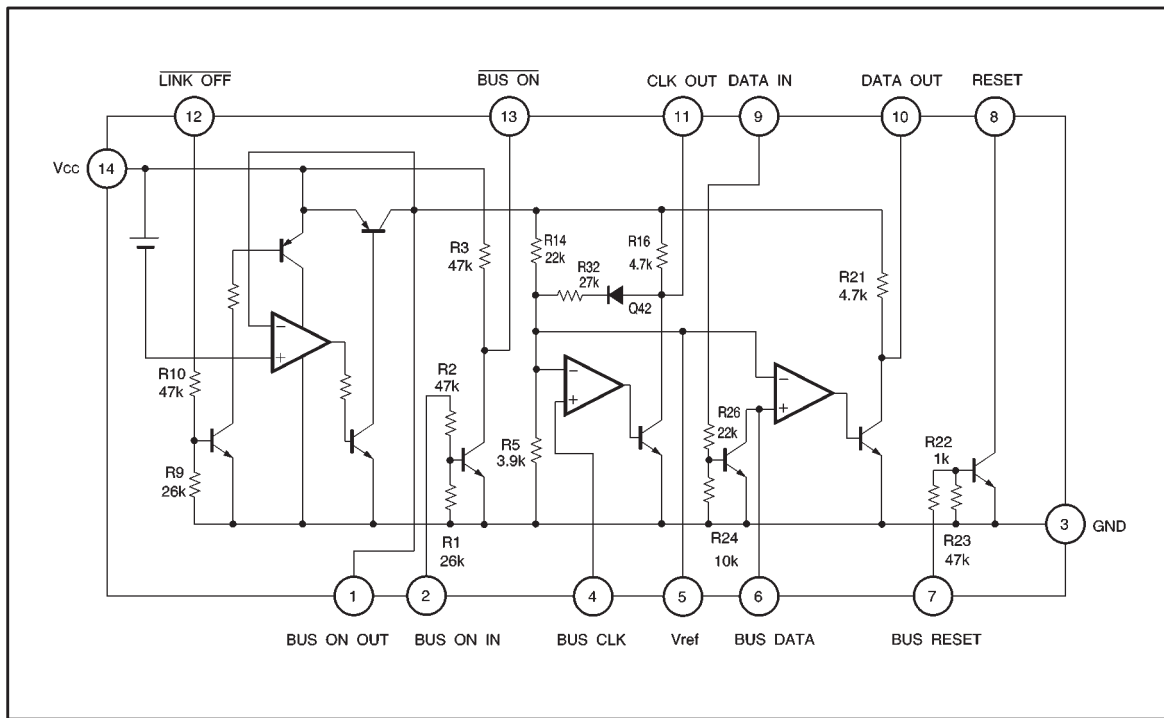 LINK OFF
BUS ON
CLK OUT
DATA IN
DATA OUT
RESET
12
13
11
9
10
8
Vcc
14
R3
47k
R14
22k
R16
4.7k
R32
27k
Q42
R21
4.7k
−
+
R10
47k
R2
47k
−
+
−
+
R26
22k
R5
3.9k
R22
1k
R9
26k
R1
26k
R24
10k
R23
47k
3
GND
1
2
4
5
6
7
BUS ON OUT
BUS ON IN
BUS CLK
Vref
BUS DATA
BUS RESET